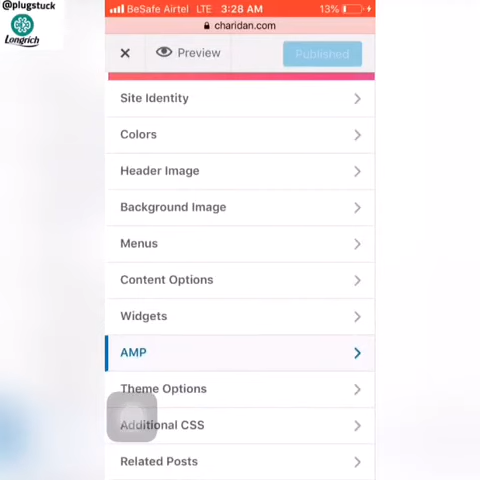 @plugstuck
Longrich
BeSafe Airtel LTE 3:28 AM 13%
charidan.com
× Preview Published
Site Identity
Colors
Header Image
Background Image
Menus
Content Options
Widgets
AMP
Theme Options
Additional CSS
Related Posts